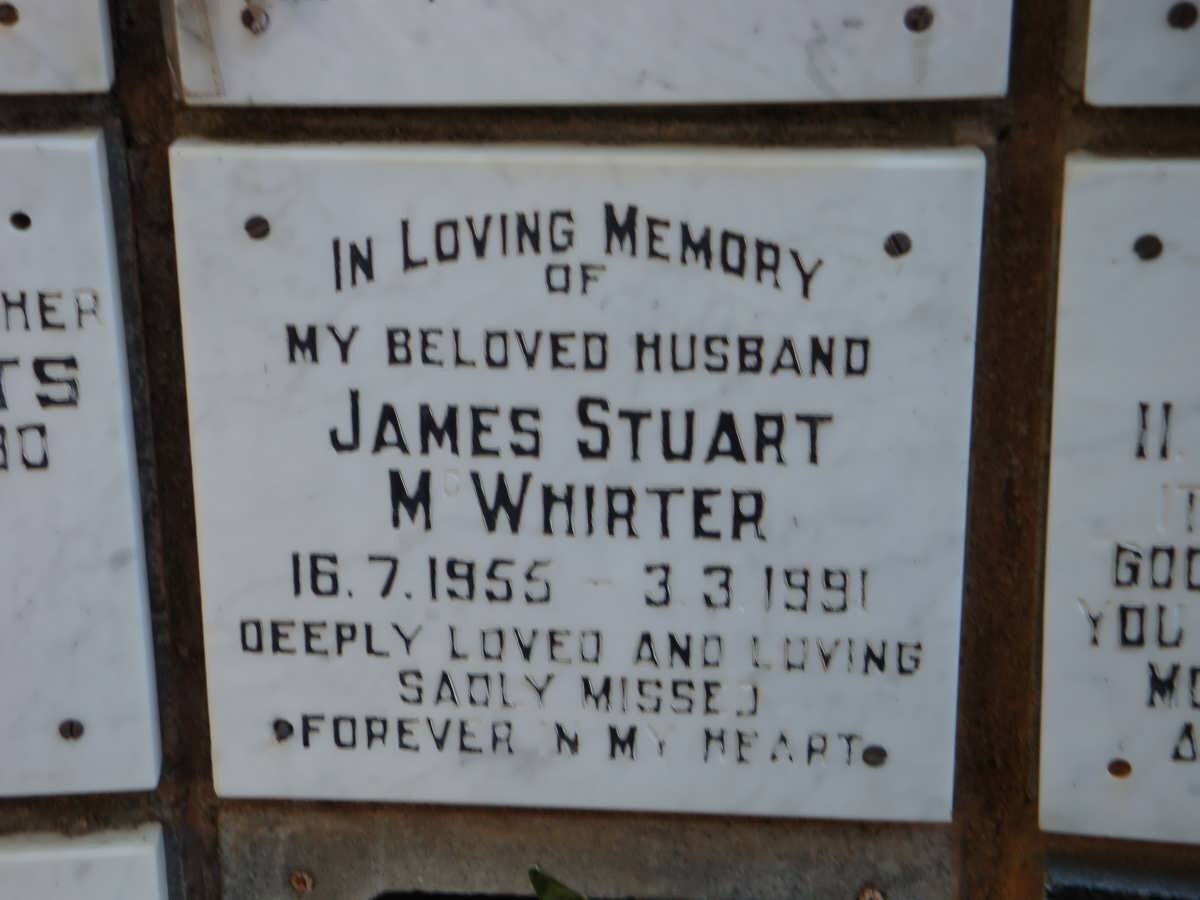 IN LOVING MEMORY
OF
MY BELOVED HUSBAND
JAMES STUART
McWHIRTER
16.7.1955 - 3.3.1991
DEEPLY LOVED AND LOVING
SADLY MISSED
FOREVER IN MY HEART